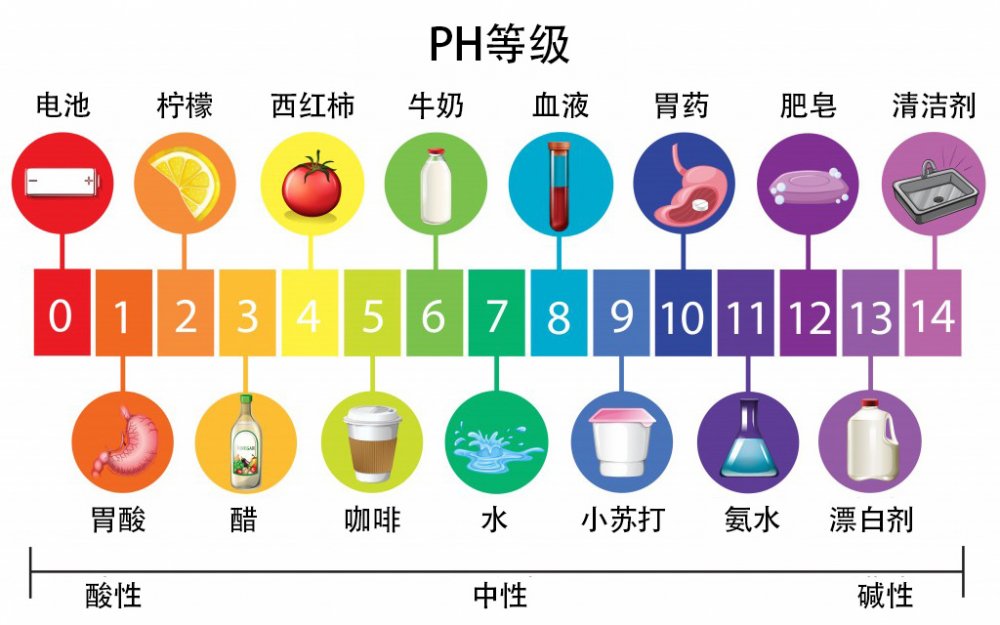 PH等级
电池 柠檬 西红柿 牛奶 血液 胃药 肥皂 清洁剂
- +
0 1 2 3 4 5 6 7 8 9 10 11 12 13 14
VINEGAR
胃酸 醋 咖啡 水 小苏打 氨水 漂白剂
酸性 中性 碱性